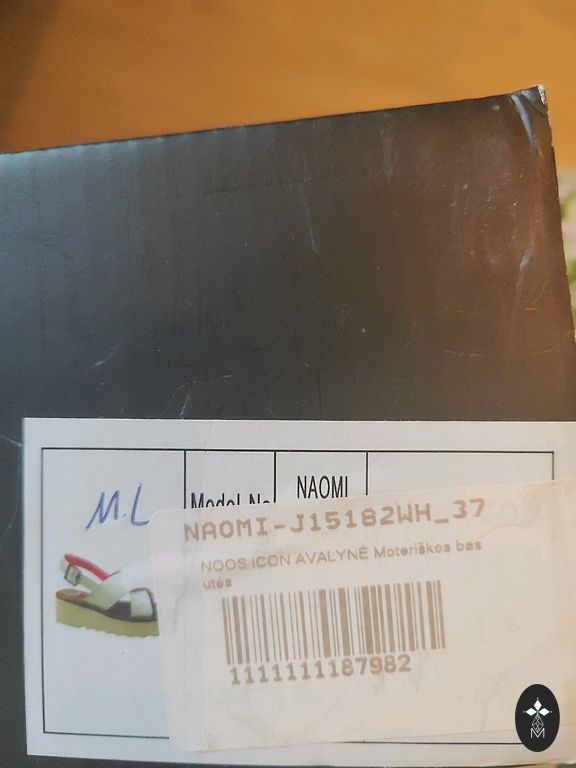 M.L
Model No
NAOMI
NAOMI-J15182WH_37
NOOS ICON AVALYNĖ Moteriškos bas
utės
1111111187982
M